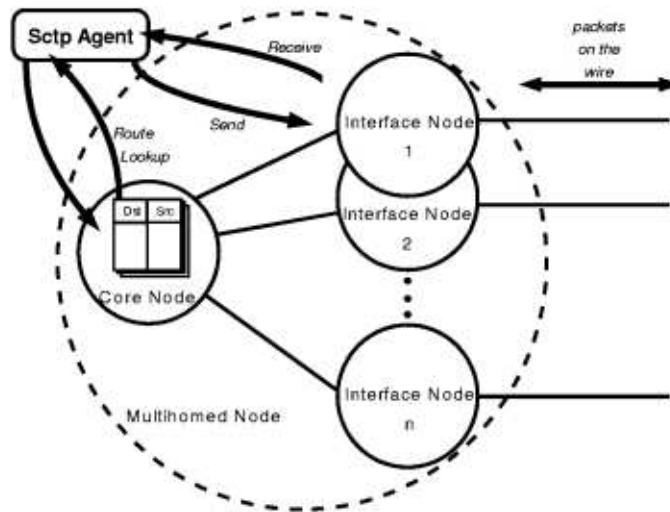 Sctp Agent
Receive
packets
on the
wire
Send
Route
Lookup
Interface Node
1
Dst Src
Interface Node
2
Core Node
Interface Node
n
Multihomed Node